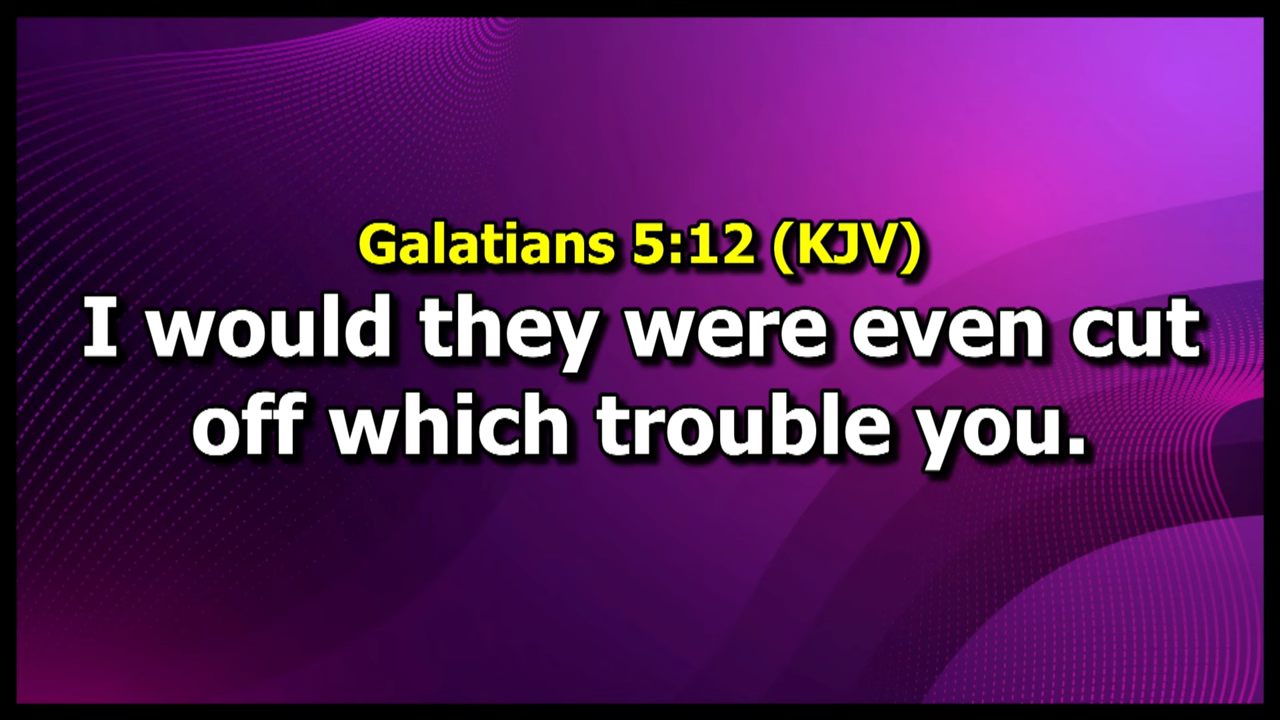 Galatians 5:12 (KJV)
I would they were even cut
off which trouble you.